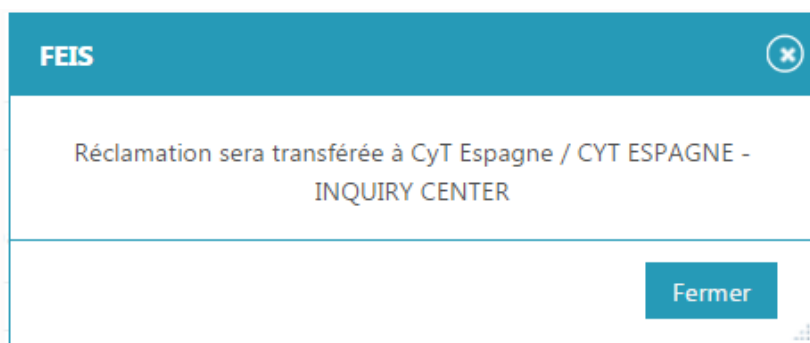 FEIS
Réclamation sera transférée à CyT Espagne / CYT ESPAGNE -
INQUIRY CENTER
Fermer